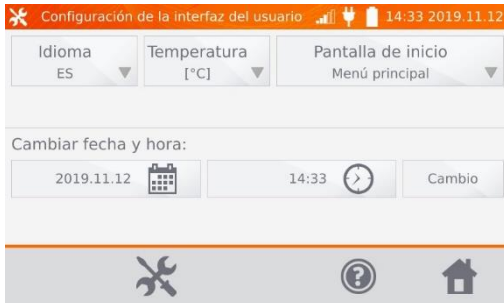 Configuración de la interfaz del usuario 14:33 2019.11.12
Idioma Temperatura Pantalla de inicio
ES [°C] Menú principal
Cambiar fecha y hora:
2019.11.12 14:33 Cambio
?